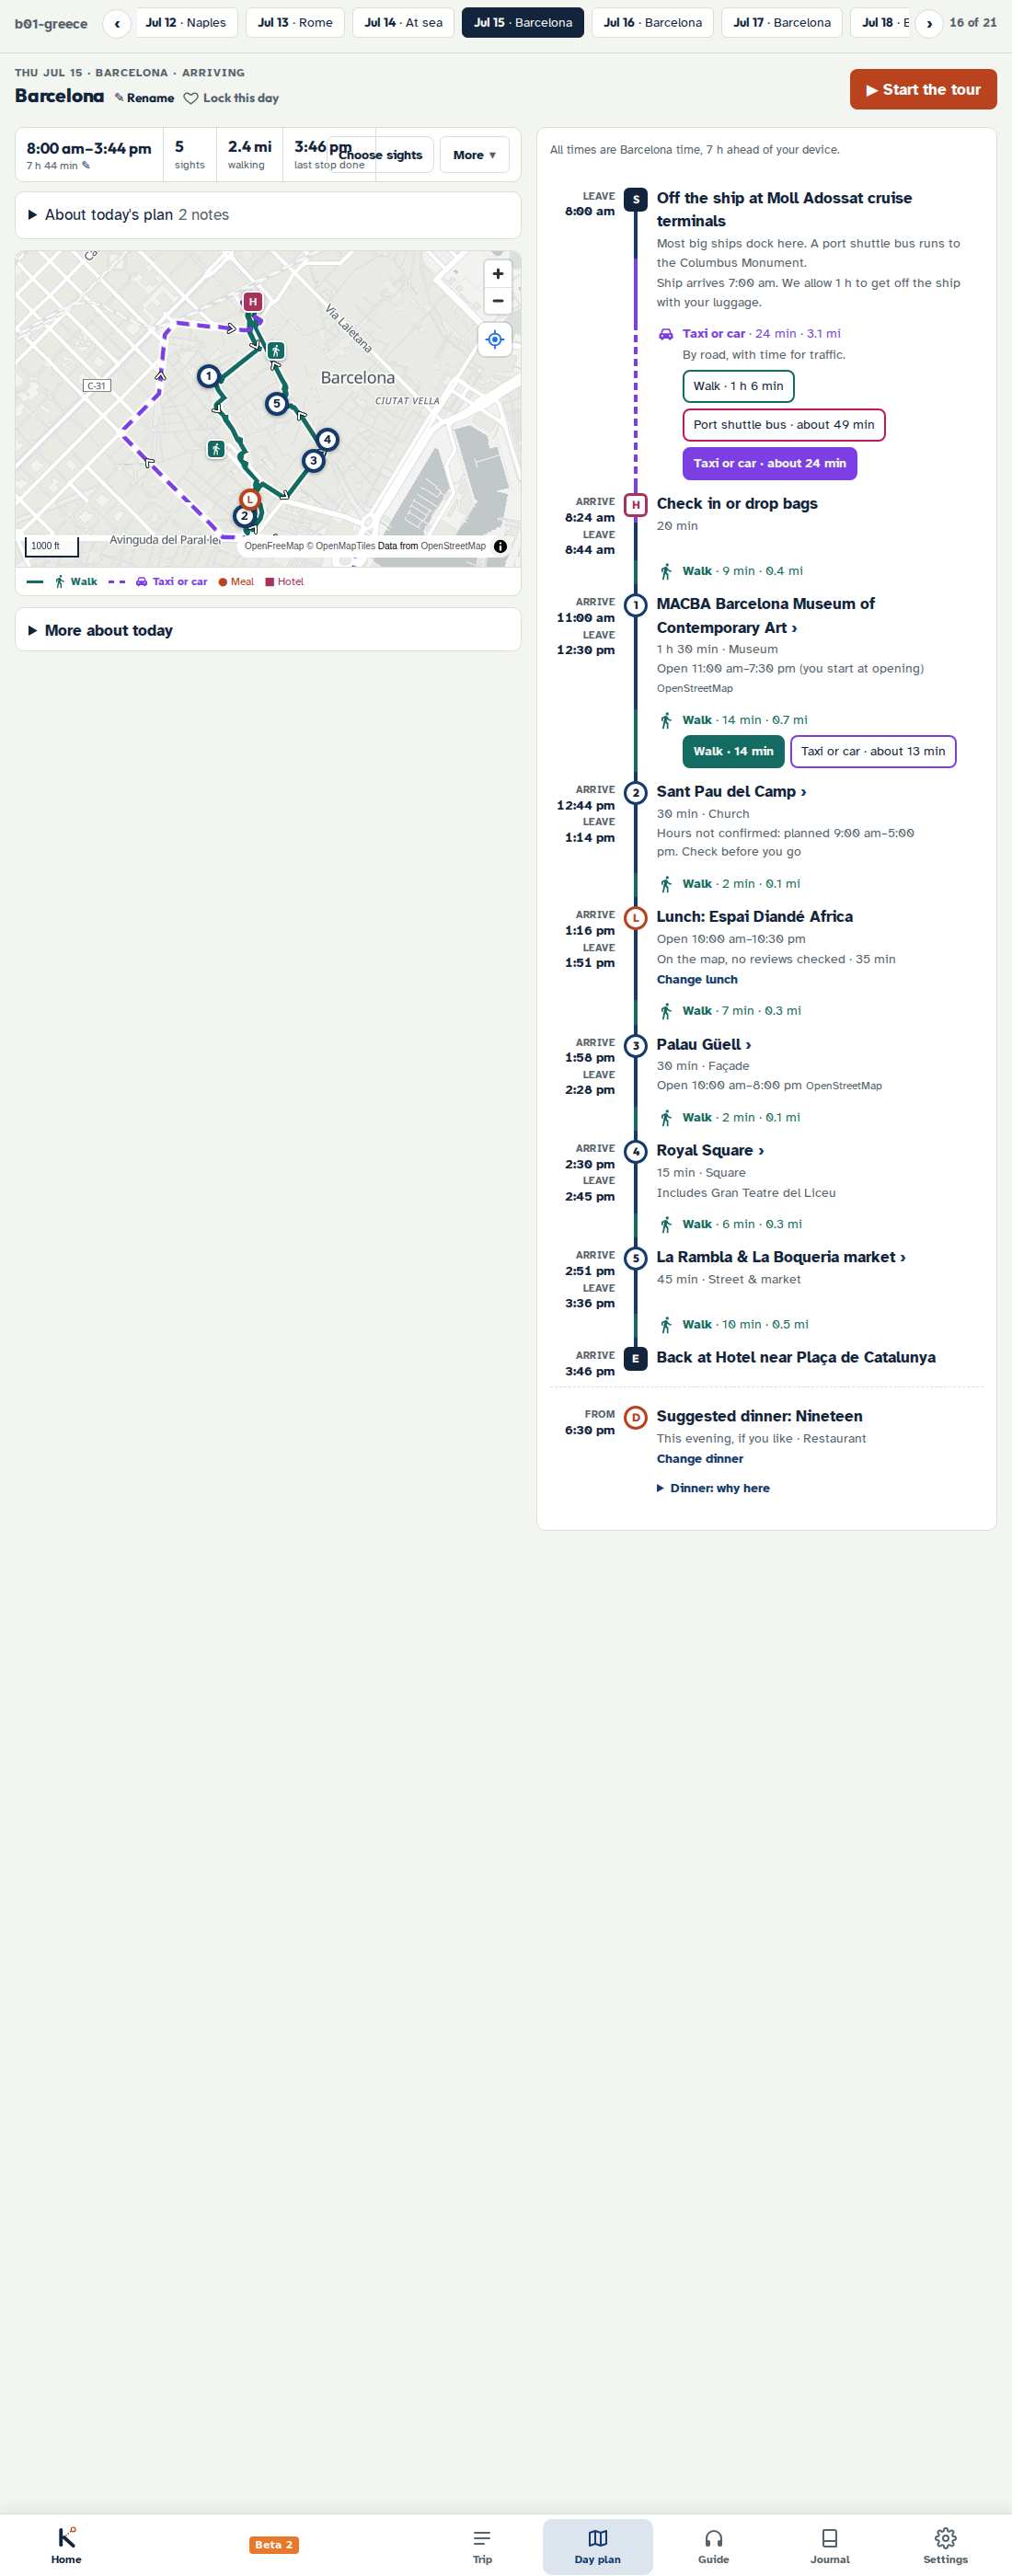 b01-greece
‹
Jul 12 · Naples
Jul 13 · Rome
Jul 14 · At sea
Jul 15 · Barcelona
Jul 16 · Barcelona
Jul 17 · Barcelona
Jul 18 · B
›
16 of 21
THU JUL 15 · BARCELONA · ARRIVING
Barcelona ✎ Rename Lock this day
▶ Start the tour
8:00 am–3:44 pm
7 h 44 min ✎
5
sights
2.4 mi
walking
3:46 pm
last stop done
Choose sights
More ▾
▶ About today's plan 2 notes
Via Laietana
Barcelona
CIUTAT VELLA
C-31
Avinguda del Paral·lel
H
1
5
4
3
L
2
+
−
1000 ft
OpenFreeMap © OpenMapTiles Data from OpenStreetMap
Walk Taxi or car Meal Hotel
▶ More about today
All times are Barcelona time, 7 h ahead of your device.
LEAVE
8:00 am
S
Off the ship at Moll Adossat cruise
terminals
Most big ships dock here. A port shuttle bus runs to
the Columbus Monument.
Ship arrives 7:00 am. We allow 1 h to get off the ship
with your luggage.
Taxi or car · 24 min · 3.1 mi
By road, with time for traffic.
Walk · 1 h 6 min
Port shuttle bus · about 49 min
Taxi or car · about 24 min
ARRIVE
8:24 am
LEAVE
8:44 am
H
Check in or drop bags
20 min
Walk · 9 min · 0.4 mi
ARRIVE
11:00 am
LEAVE
12:30 pm
1
MACBA Barcelona Museum of
Contemporary Art ›
1 h 30 min · Museum
Open 11:00 am–7:30 pm (you start at opening)
OpenStreetMap
Walk · 14 min · 0.7 mi
Walk · 14 min
Taxi or car · about 13 min
ARRIVE
12:44 pm
LEAVE
1:14 pm
2
Sant Pau del Camp ›
30 min · Church
Hours not confirmed: planned 9:00 am–5:00
pm. Check before you go
Walk · 2 min · 0.1 mi
ARRIVE
1:16 pm
LEAVE
1:51 pm
L
Lunch: Espai Diandé Africa
Open 10:00 am–10:30 pm
On the map, no reviews checked · 35 min
Change lunch
Walk · 7 min · 0.3 mi
ARRIVE
1:58 pm
LEAVE
2:28 pm
3
Palau Güell ›
30 min · Façade
Open 10:00 am–8:00 pm OpenStreetMap
Walk · 2 min · 0.1 mi
ARRIVE
2:30 pm
LEAVE
2:45 pm
4
Royal Square ›
15 min · Square
Includes Gran Teatre del Liceu
Walk · 6 min · 0.3 mi
ARRIVE
2:51 pm
LEAVE
3:36 pm
5
La Rambla & La Boqueria market ›
45 min · Street & market
Walk · 10 min · 0.5 mi
ARRIVE
3:46 pm
E
Back at Hotel near Plaça de Catalunya
FROM
6:30 pm
D
Suggested dinner: Nineteen
This evening, if you like · Restaurant
Change dinner
▶ Dinner: why here
Home
Beta 2
Trip
Day plan
Guide
Journal
Settings